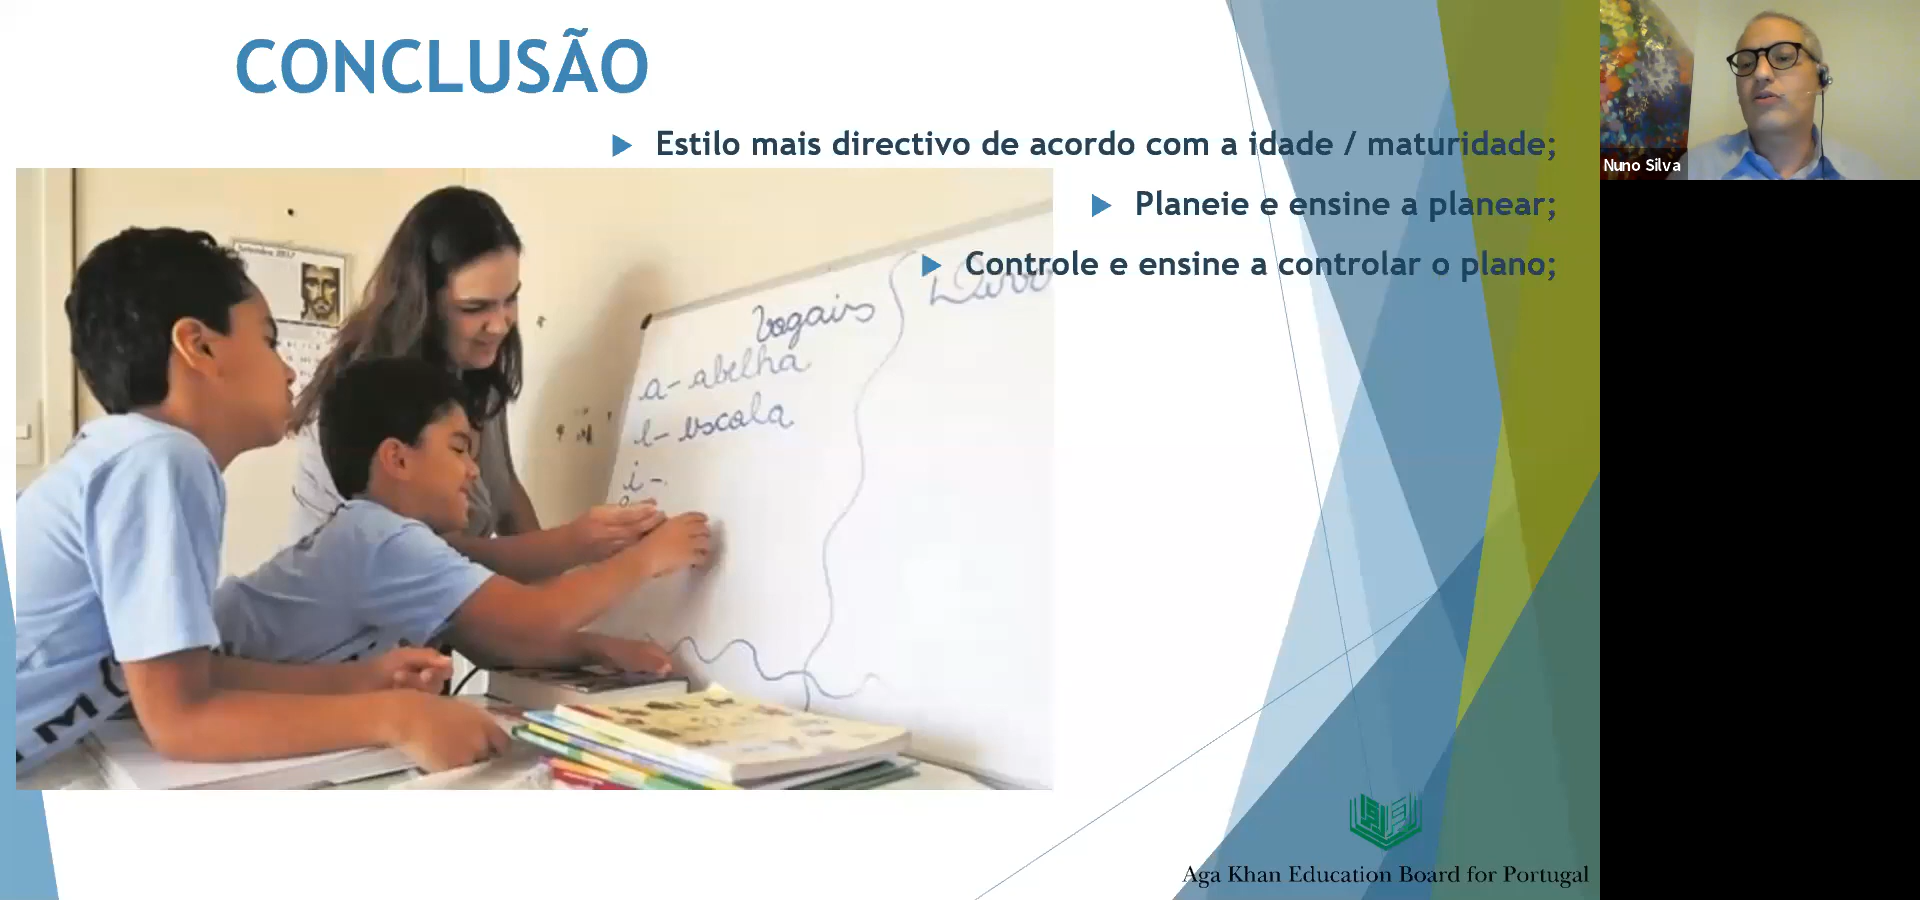 CONCLUSÃO
Estilo mais directivo de acordo com a idade / maturidade;
Planeie e ensine a planear;
Controle e ensine a controlar o plano;
Nuno Silva
vogais
a - abelha
e - escola
i -
Aga Khan Education Board for Portugal